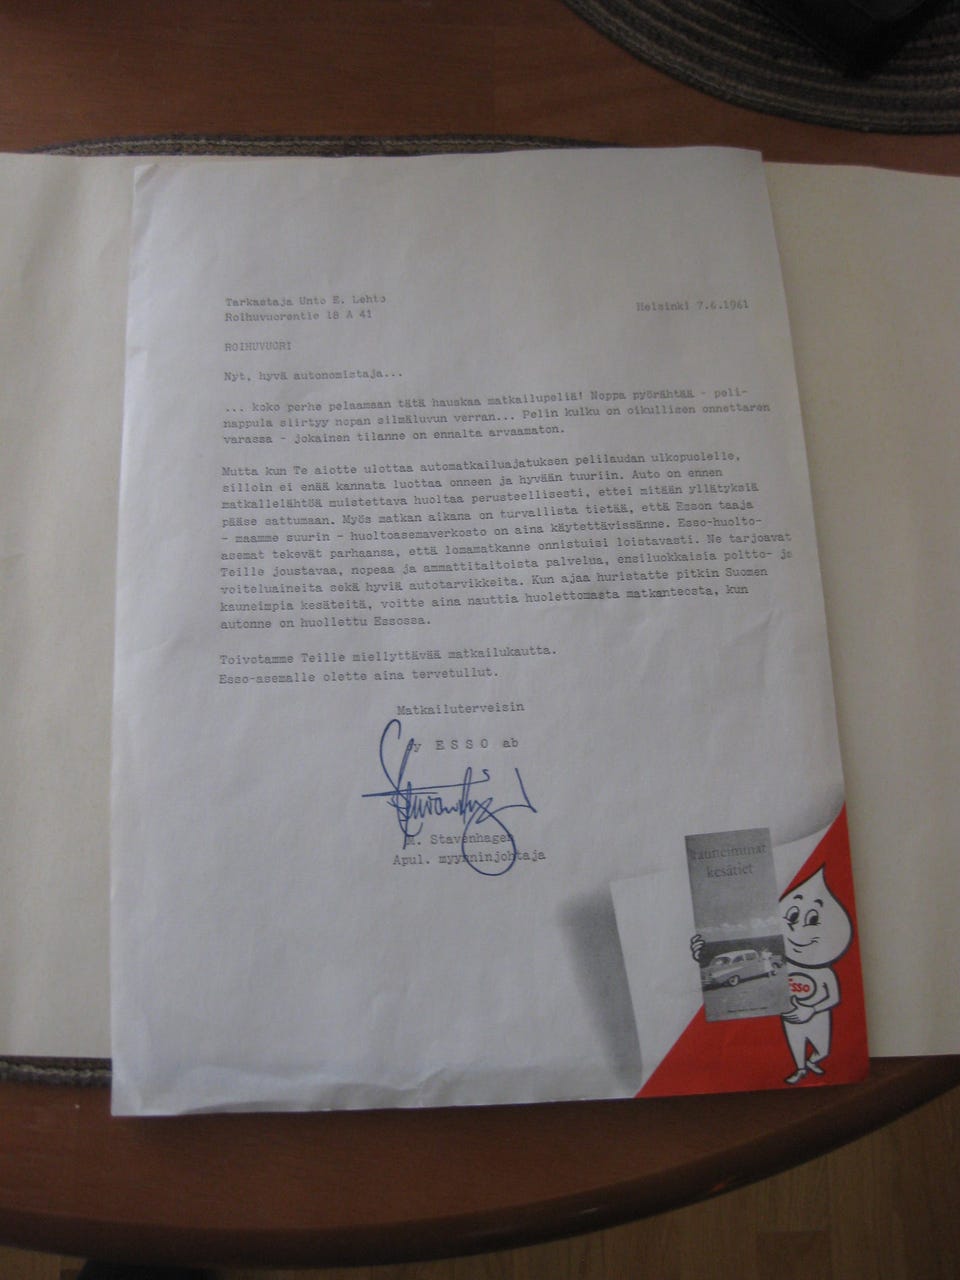 Tarkastaja Unto E. Lehto
Roihuvuorentie 18 A 41
Helsinki 7.6.1961
ROIHUVUORI
Nyt, hyvä autonomistaja...
... koko perhe pelaamaan tätä hauskaa matkailupeliä! Noppa pyörähtää - peli-
nappula siirtyy nopan silmäluvun verran... Pelin kulku on oikullisen onnettaren
varassa - jokainen tilanne on ennalta arvaamaton.
Mutta kun Te aiotte ulottaa automatkailuajatuksen pelilaudan ulkopuolelle,
silloin ei enää kannata luottaa onneen ja hyvään tuuriin. Auto on ennen
matkallelähtöä muistettava huoltaa perusteellisesti, ettei mitään yllätyksiä
pääse sattumaan. Myös matkan aikana on turvallista tietää, että Esson taaja
- maamme suurin - huoltoasemaverkosto on aina käytettävissänne. Esso-huolto-
asemat tekevät parhaansa, että lomamatkanne onnistuisi loistavasti. Ne tarjoavat
Teille joustavaa, nopeaa ja ammattitaitoista palvelua, ensiluokkaisia poltto- ja
voiteluaineita sekä hyviä autotarvikkeita. Kun ajaa huristatte pitkin Suomen
kauneimpia kesäteitä, voitte aina nauttia huolettomasta matkanteosta, kun
autonne on huollettu Essossa.
Toivotamme Teille miellyttävää matkailukautta.
Esso-asemalle olette aina tervetullut.
Matkailuterveisin
Oy E S S O ab
M. Stavenhagen
Apul. myynninjohtaja
Kauneimmat
kesätiet
Esso